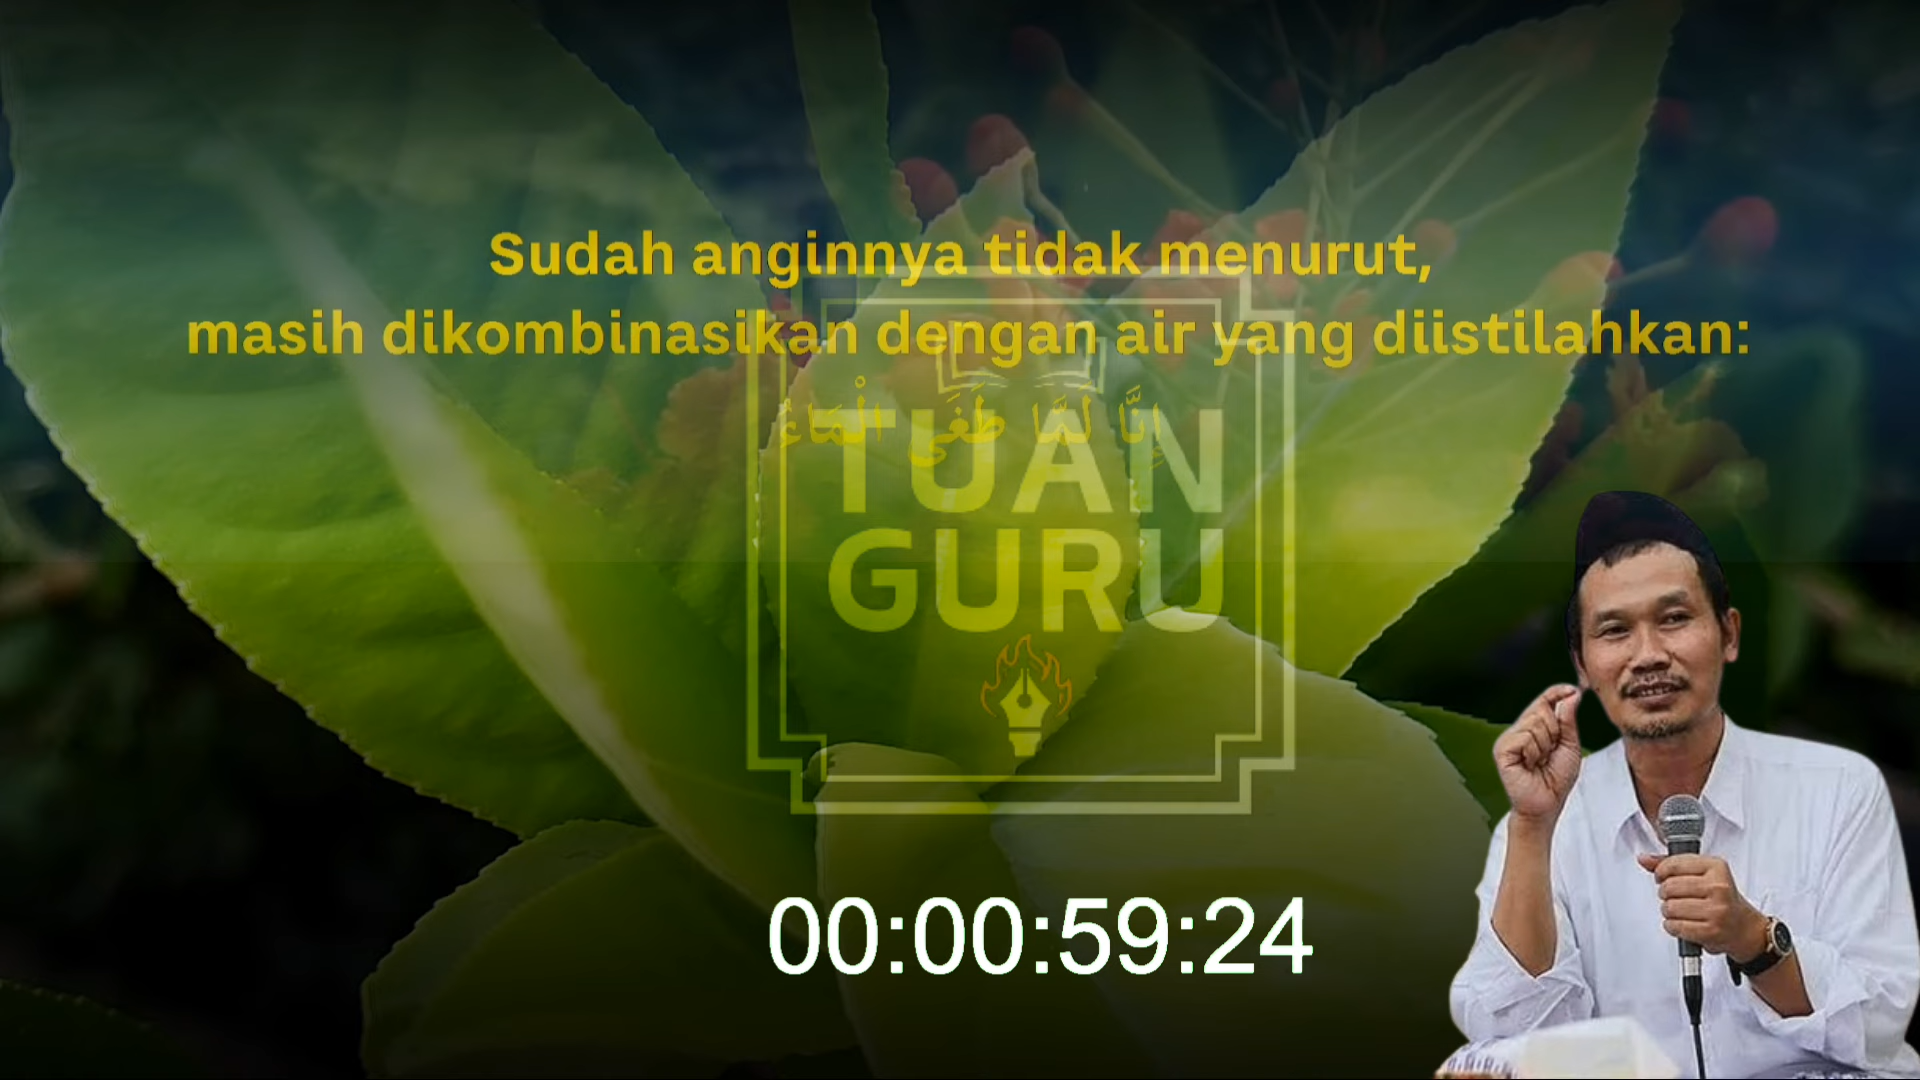 Sudah anginnya tidak menurut,
masih dikombinasikan dengan air yang diistilahkan:
إِنَّا لَمَّا طَغَى الْمَاءُ
TUAN
GURU
00:00:59:24